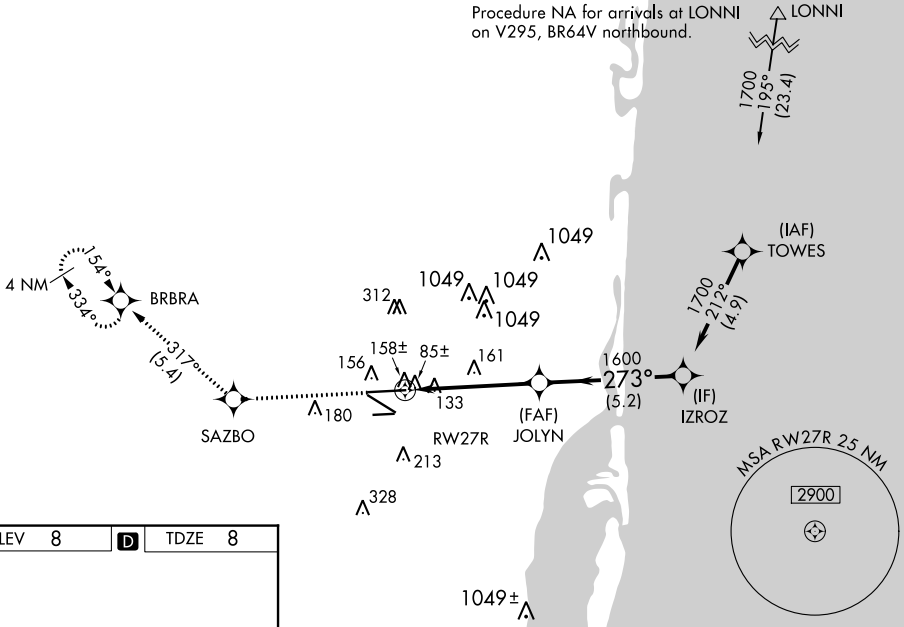 Procedure NA for arrivals at LONNI
on V295, BR64V northbound.
LONNI
1700
195°
(23.4)
(IAF)
TOWES
1700
212°
(4.9)
1049
1049
1049
1049
312
4 NM
154°
334°
BRBRA
317°
(5.4)
156
158±
85±
161
133
1600
273°
(5.2)
(IF)
IZROZ
(FAF)
JOLYN
SAZBO
180
RW27R
213
328
MSA RW27R 25 NM
2900
LEV 8
D
TDZE 8
1049±